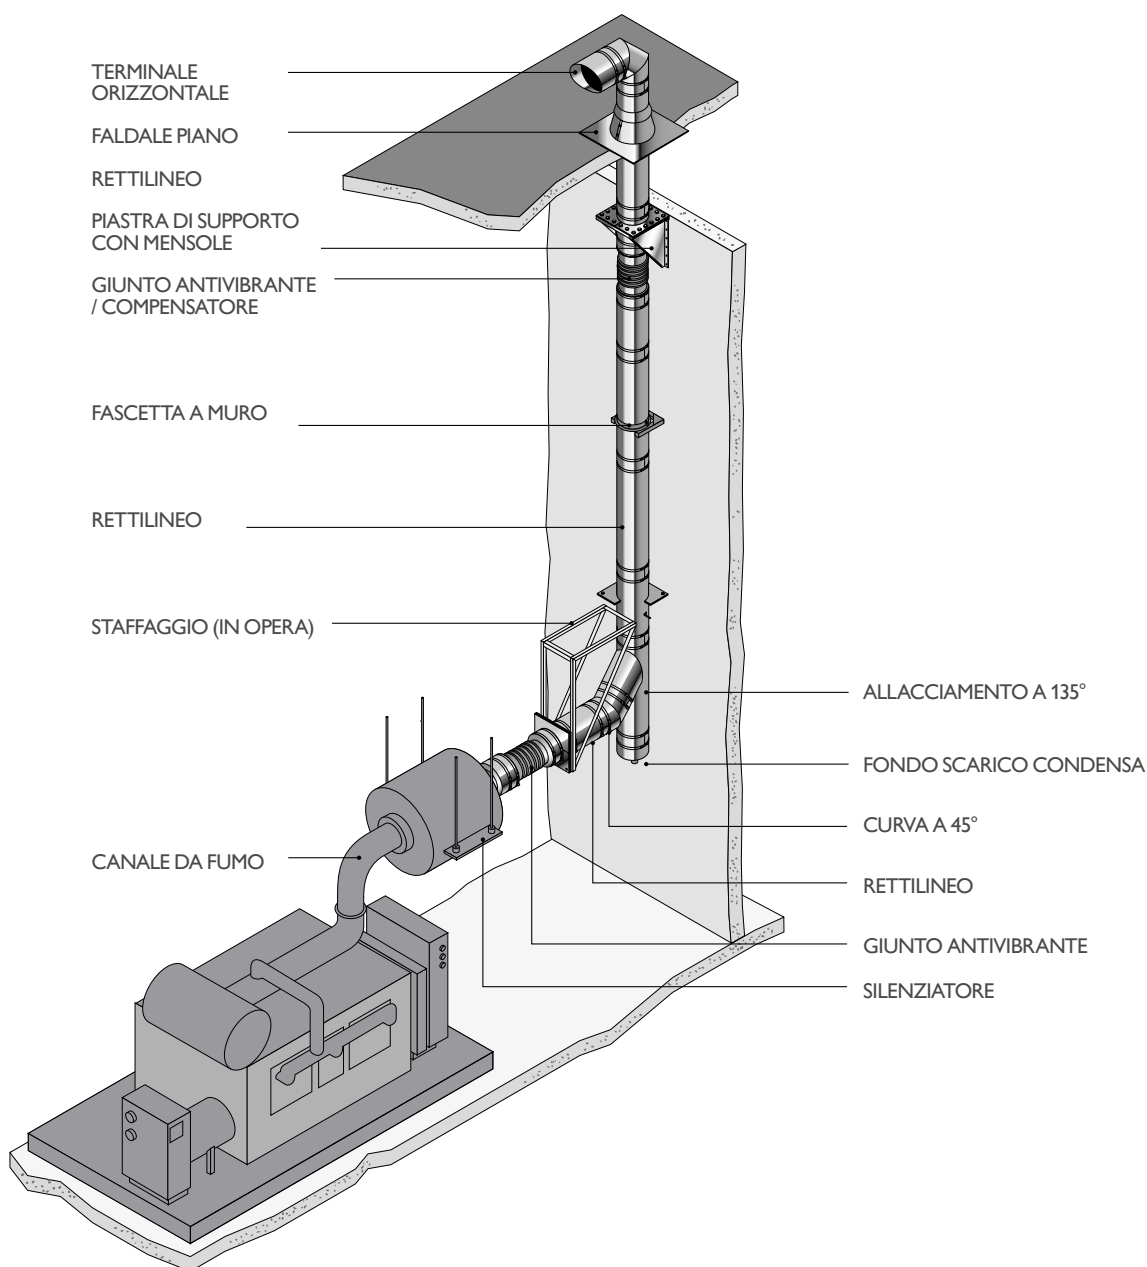 TERMINALE
ORIZZONTALE
FALDALE PIANO
RETTILINEO
PIASTRA DI SUPPORTO
CON MENSOLE
GIUNTO ANTIVIBRANTE
/ COMPENSATORE
FASCETTA A MURO
RETTILINEO
STAFFAGGIO (IN OPERA)
CANALE DA FUMO
ALLACCIAMENTO A 135°
FONDO SCARICO CONDENSA
CURVA A 45°
RETTILINEO
GIUNTO ANTIVIBRANTE
SILENZIATORE